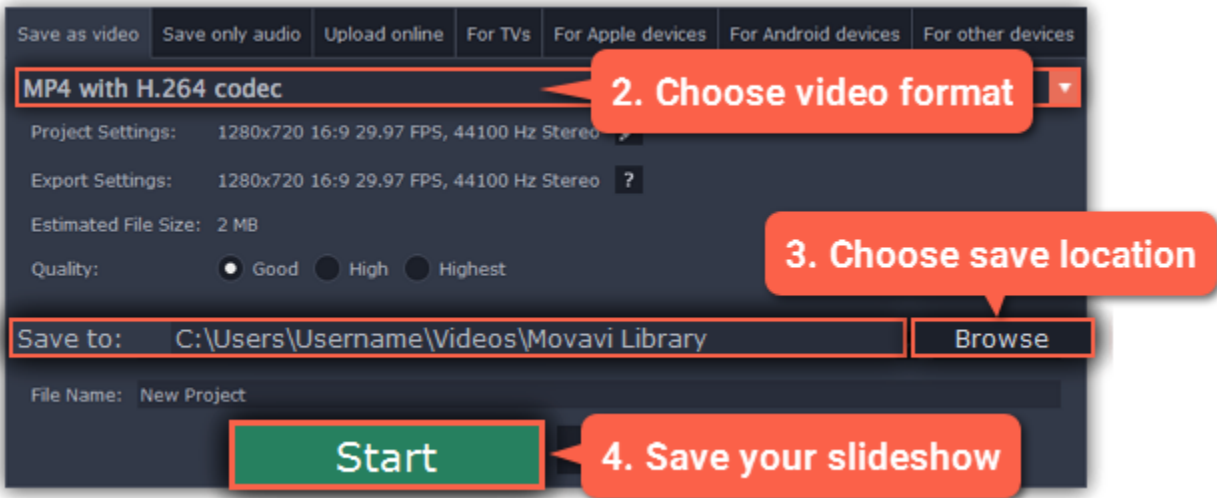 Save as video Save only audio Upload online For TVs For Apple devices For Android devices For other devices
MP4 with H.264 codec
2. Choose video format
Project Settings: 1280x720 16:9 29.97 FPS, 44100 Hz Stereo
Export Settings: 1280x720 16:9 29.97 FPS, 44100 Hz Stereo ?
Estimated File Size: 2 MB
Quality: Good High Highest
3. Choose save location
Save to: C:\Users\Username\Videos\Movavi Library Browse
File Name: New Project
Start
4. Save your slideshow